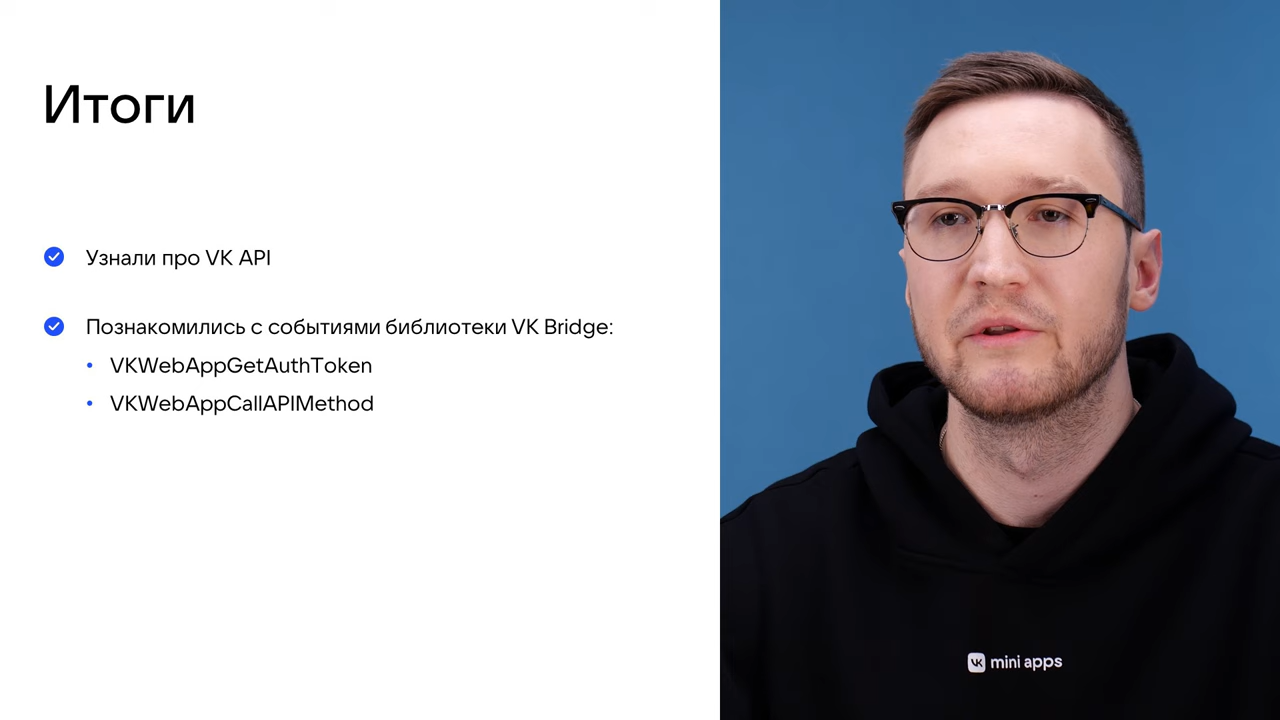 Итоги
Узнали про VK API
Познакомились с событиями библиотеки VK Bridge:
VKWebAppGetAuthToken
VKWebAppCallAPIMethod
mini apps